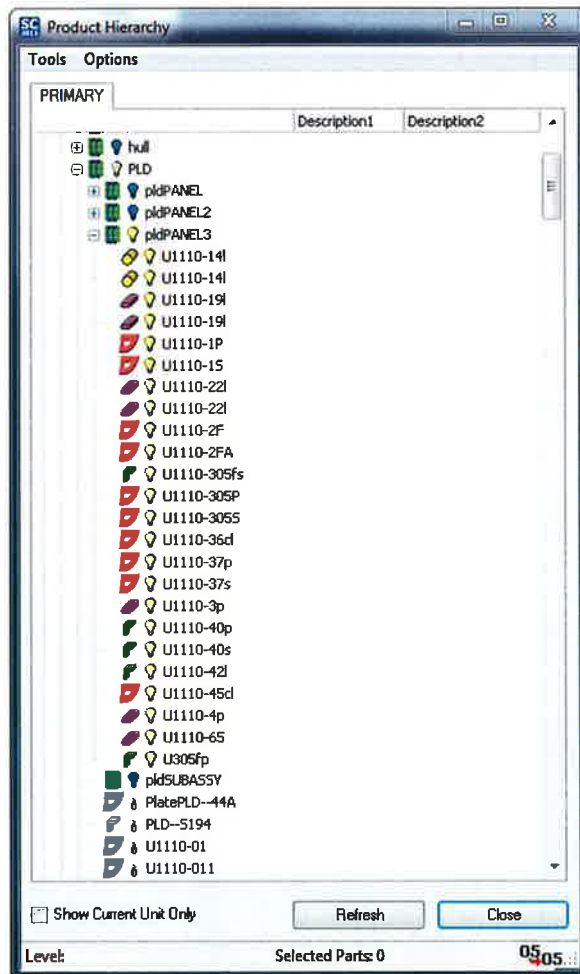 SC
Product Hierarchy
Tools Options
PRIMARY
Description1 Description2
hull
PLD
pldPANEL
pldPANEL2
pldPANEL3
U1110-14l
U1110-14l
U1110-19l
U1110-19l
U1110-1P
U1110-1S
U1110-22l
U1110-22l
U1110-2F
U1110-2FA
U1110-305fs
U1110-305P
U1110-305S
U1110-36cl
U1110-37p
U1110-37s
U1110-3p
U1110-40p
U1110-40s
U1110-42l
U1110-45cl
U1110-4p
U1110-65
U305fp
pldSUBASSY
PlatePLD--44A
PLD--5194
U1110-01
U1110-011
Show Current Unit Only Refresh Close
Level: Selected Parts: 0 05 05